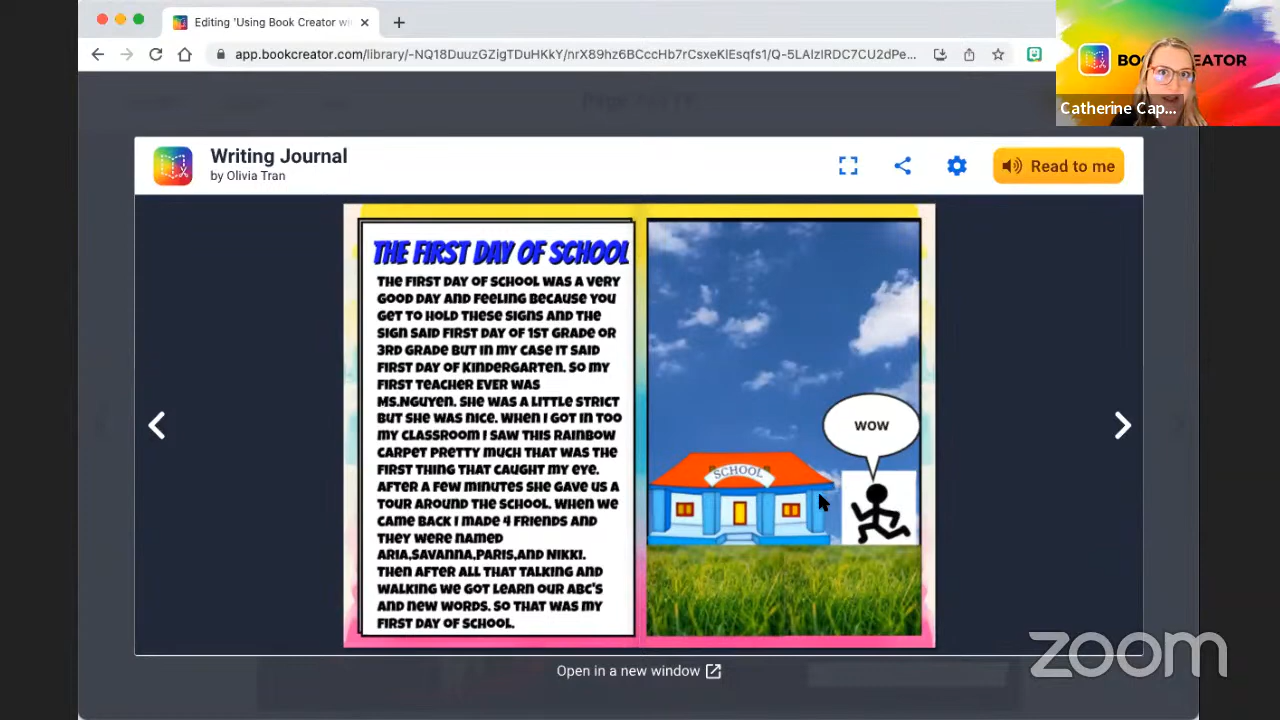 Editing 'Using Book Creator wi
app.bookcreator.com/library/-NO18DuuzGZigTDuHKkY/nrX89hz6BCccHb7rCsxeKlEsqfs1/Q-5LAlzIRDC7CU2dPe...
BOOK CREATOR
Catherine Cap...
Writing Journal
by Olivia Tran
Read to me
THE FIRST DAY OF SCHOOL
THE FIRST DAY OF SCHOOL WAS A VERY
GOOD DAY AND FEELING BECAUSE YOU
GET TO HOLD THESE SIGNS AND THE
SIGN SAID FIRST DAY OF 1ST GRADE OR
3RD GRADE BUT IN MY CASE IT SAID
FIRST DAY OF KINDERGARTEN. SO MY
FIRST TEACHER EVER WAS
MS.NGUYEN. SHE WAS A LITTLE STRICT
BUT SHE WAS NICE. WHEN I GOT IN TOO
MY CLASSROOM I SAW THIS RAINBOW
CARPET PRETTY MUCH THAT WAS THE
FIRST THING THAT CAUGHT MY EYE.
AFTER A FEW MINUTES SHE GAVE US A
TOUR AROUND THE SCHOOL. WHEN WE
CAME BACK I MADE 4 FRIENDS AND
THEY WERE NAMED
ARIA,SAVANNA,PARIS,AND NIKKI.
THEN AFTER ALL THAT TALKING AND
WALKING WE GOT LEARN OUR ABC'S
AND NEW WORDS. SO THAT WAS MY
FIRST DAY OF SCHOOL.
WOW
SCHOOL
Open in a new window
zoom